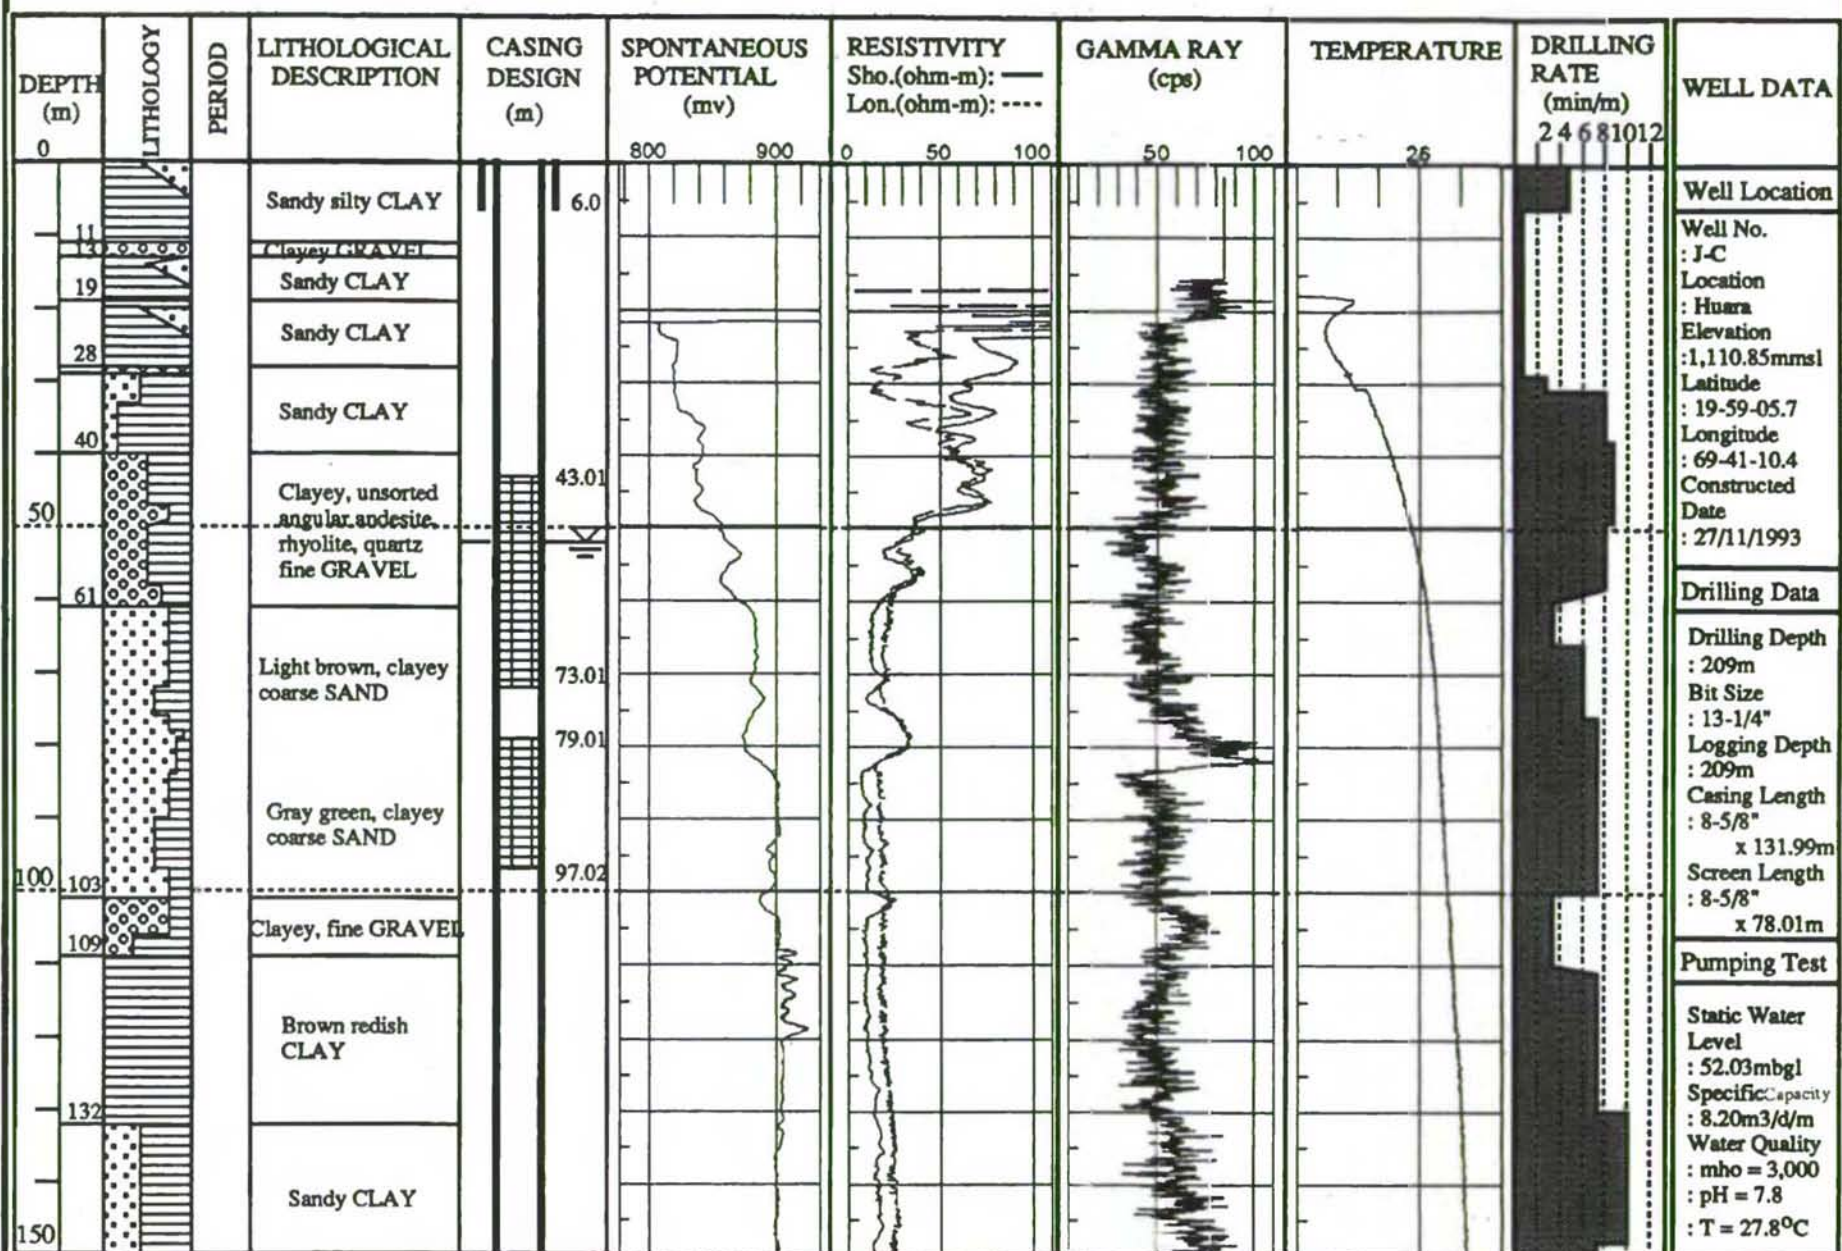 DEPTH
(m)
LITHOLOGY
PERIOD
LITHOLOGICAL
DESCRIPTION
CASING
DESIGN
(m)
SPONTANEOUS
POTENTIAL
(mv)
RESISTIVITY
Sho.(ohm-m):
Lon.(ohm-m):
GAMMA RAY
(cps)
TEMPERATURE
DRILLING
RATE
(min/m)
2 4 6 8 10 12
WELL DATA
0
800 900
0 50 100
50 100
26
11
13
19
28
40
50
61
100
103
109
132
150
Sandy silty CLAY
Clayey GRAVEL
Sandy CLAY
Sandy CLAY
Sandy CLAY
Clayey, unsorted
angular andesite,
rhyolite, quartz
fine GRAVEL
Light brown, clayey
coarse SAND
Gray green, clayey
coarse SAND
Clayey, fine GRAVEL
Brown redish
CLAY
Sandy CLAY
6.0
43.01
73.01
79.01
97.02
Well Location
Well No.
: J-C
Location
: Huara
Elevation
:1,110.85mmsl
Latitude
: 19-59-05.7
Longitude
: 69-41-10.4
Constructed
Date
: 27/11/1993
Drilling Data
Drilling Depth
: 209m
Bit Size
: 13-1/4"
Logging Depth
: 209m
Casing Length
: 8-5/8"
x 131.99m
Screen Length
: 8-5/8"
x 78.01m
Pumping Test
Static Water
Level
: 52.03mbgl
Specific Capacity
: 8.20m3/d/m
Water Quality
: mho = 3,000
: pH = 7.8
: T = 27.8°C